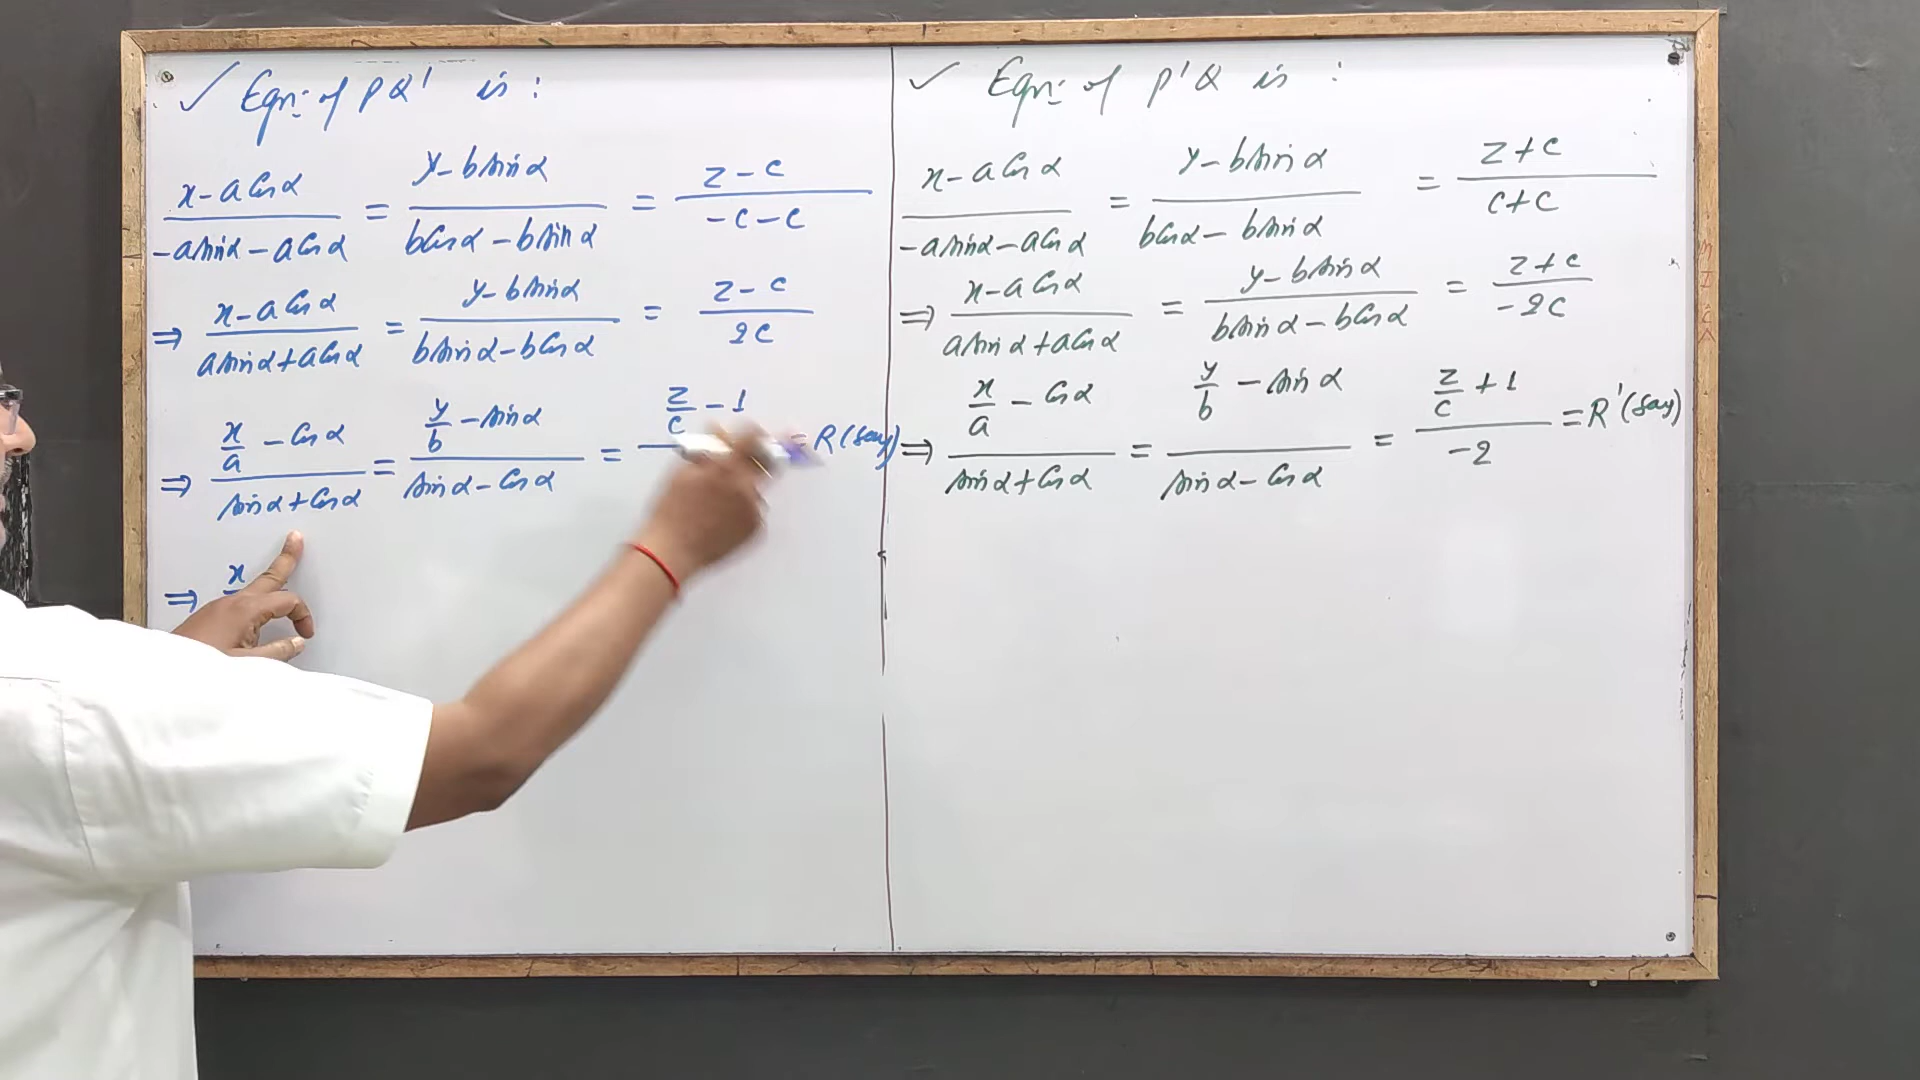 ✓ Eqn: of PQ' is :
(x - a Cos α)/(-a sin α - a Cos α) = (y - b sin α)/(b Cos α - b sin α) = (z - c)/(-c - c)
⇒ (x - a Cos α)/(a sin α + a Cos α) = (y - b sin α)/(b sin α - b Cos α) = (z - c)/(2c)
⇒ (x/a - Cos α)/(sin α + Cos α) = (y/b - sin α)/(sin α - Cos α) = z/c - 1 = R (say)
⇒ x
✓ Eqn: of P'Q is :
(x - a Cos α)/(-a sin α - a Cos α) = (y - b sin α)/(b Cos α - b sin α) = (z + c)/(c + c)
⇒ (x - a Cos α)/(a sin α + a Cos α) = (y - b sin α)/(b sin α - b Cos α) = (z + c)/(-2c)
⇒ (x/a - Cos α)/(sin α + Cos α) = (y/b - sin α)/(sin α - Cos α) = (z/c + 1)/(-2) = R' (say)